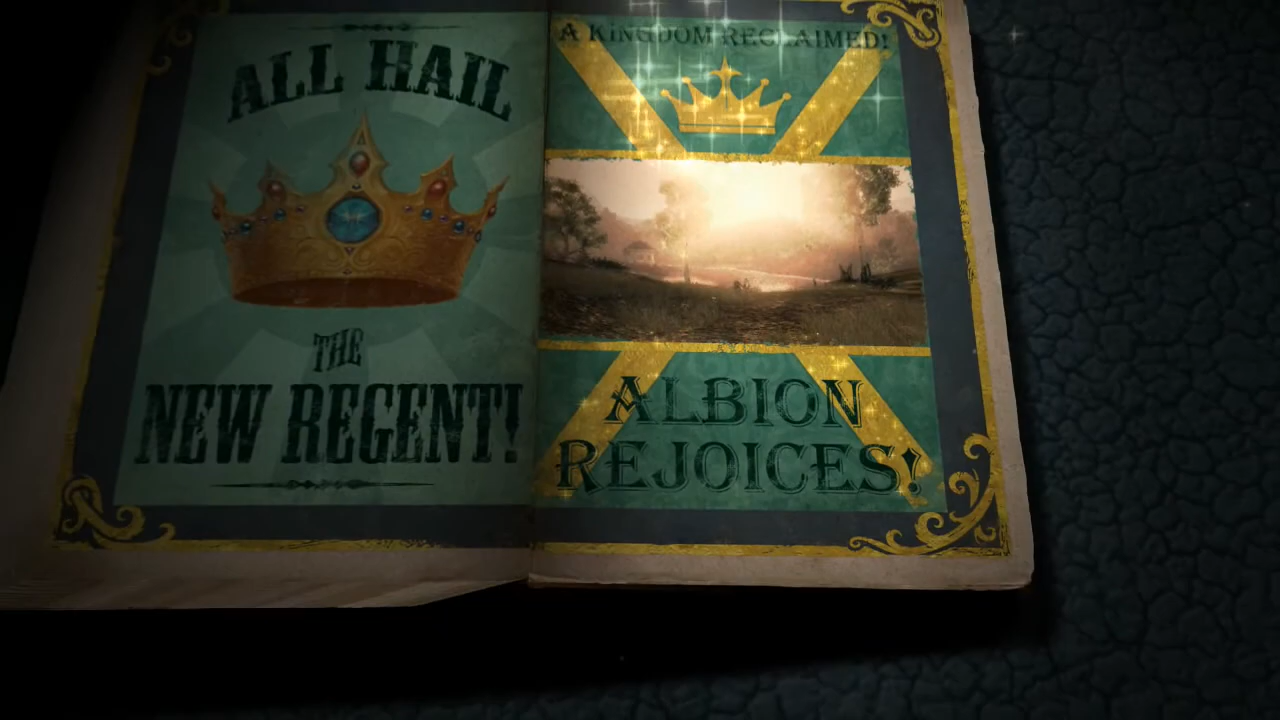 ALL HAIL
THE
NEW REGENT!
A KINGDOM RECLAIMED!
ALBION
REJOICES!